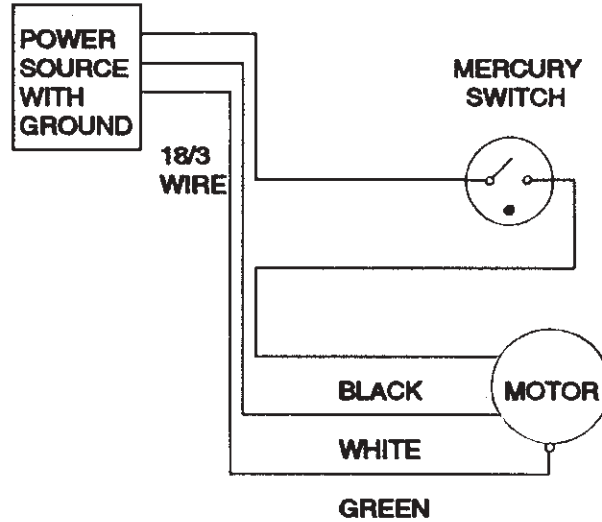 POWER
SOURCE
WITH
GROUND
MERCURY
SWITCH
18/3
WIRE
BLACK
MOTOR
WHITE
GREEN